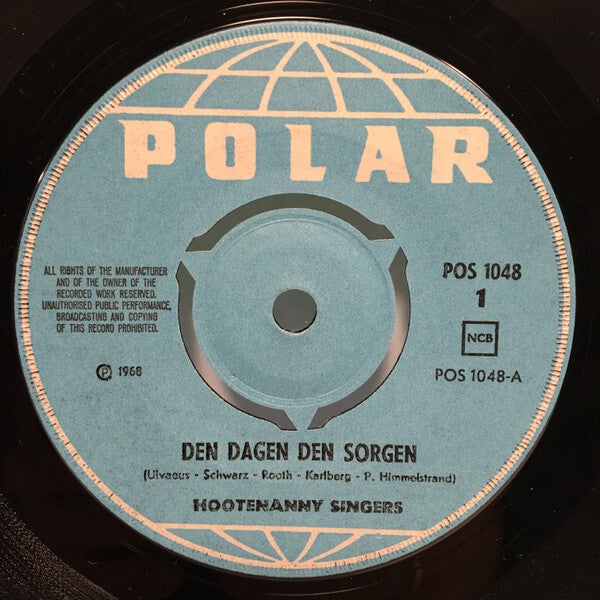 POLAR
ALL RIGHTS OF THE MANUFACTURER
AND OF THE OWNER OF THE
RECORDED WORK RESERVED.
UNAUTHORISED PUBLIC PERFORMANCE,
BROADCASTING AND COPYING
OF THIS RECORD PROHIBITED.
Ⓟ 1968
POS 1048
1
NCB
POS 1048-A
DEN DAGEN DEN SORGEN
(Ulvaeus - Schwarz - Rooth - Karlberg - P. Himmelstrand)
HOOTENANNY SINGERS